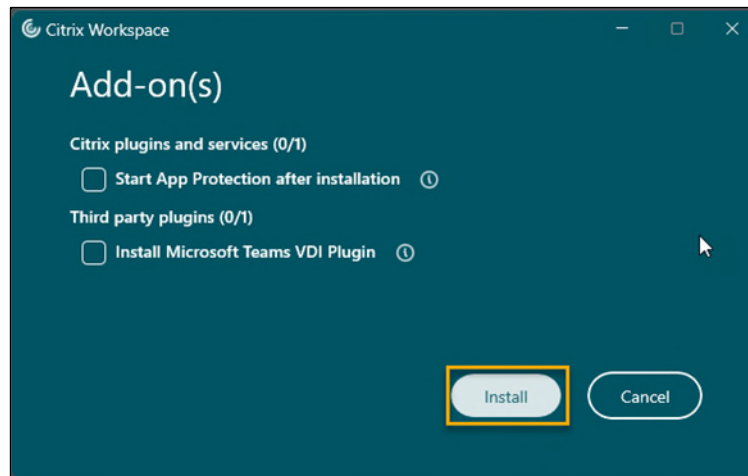 Citrix Workspace
Add-on(s)
Citrix plugins and services (0/1)
Start App Protection after installation
Third party plugins (0/1)
Install Microsoft Teams VDI Plugin
Install Cancel